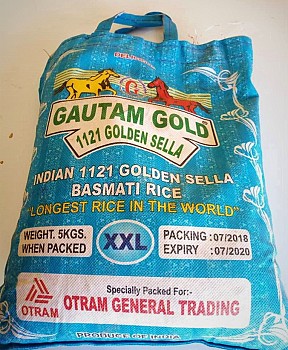 GAUTAM GOLD
1121 GOLDEN SELLA
INDIAN 1121 GOLDEN SELLA
BASMATI RICE
"LONGEST RICE IN THE WORLD"
WEIGHT. 5KGS.
WHEN PACKED
XXL
PACKING : 07/2018
EXPIRY : 07/2020
OTRAM
Specially Packed For:-
OTRAM GENERAL TRADING
PRODUCE OF INDIA